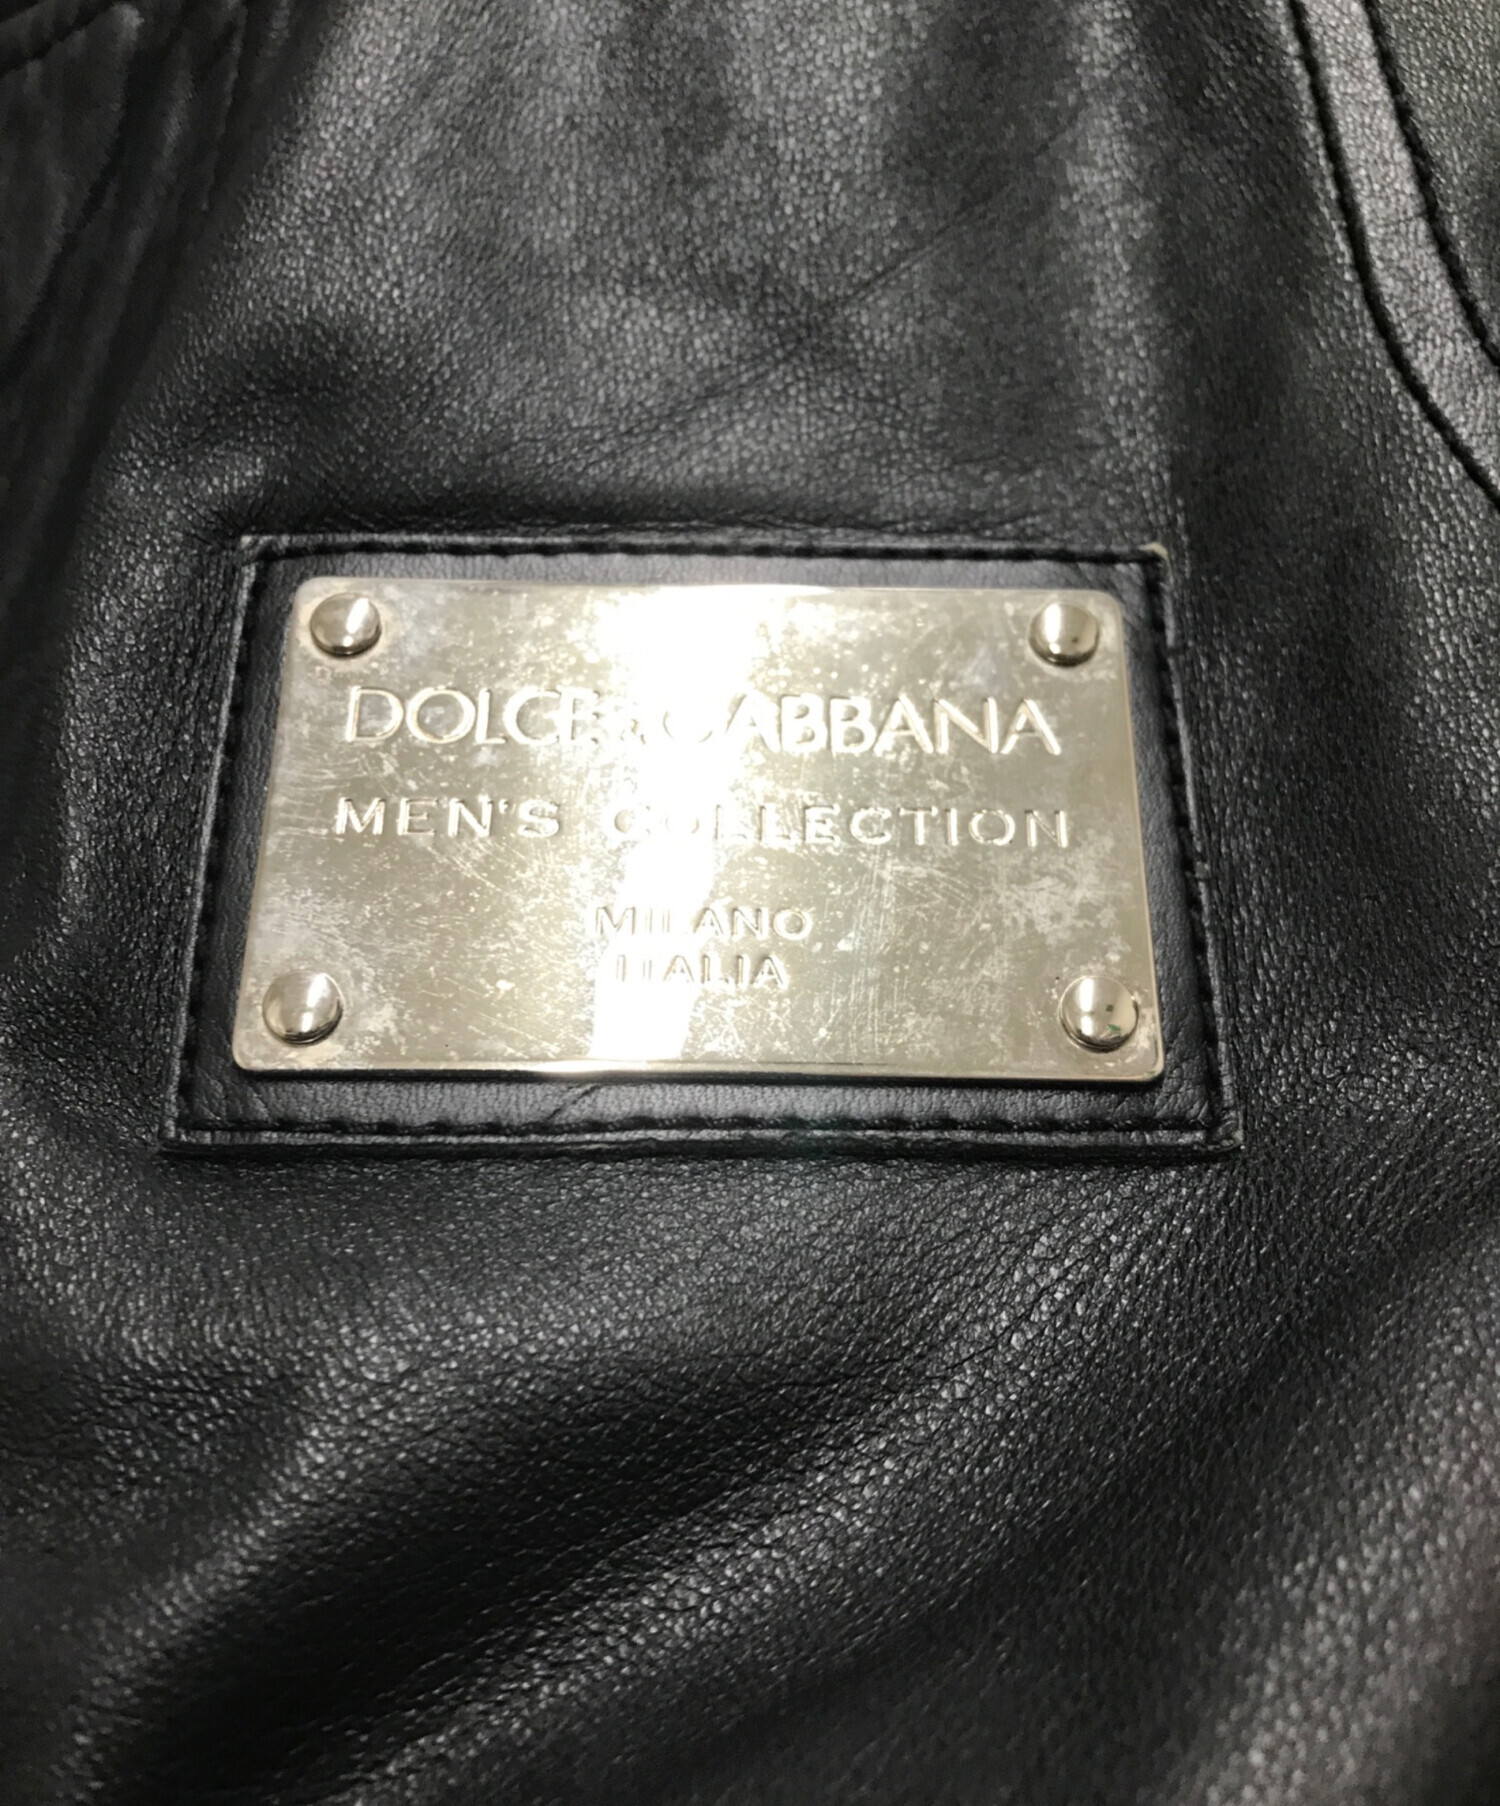 DOLCE & GABBANA
MEN'S COLLECTION
MILANO
ITALIA